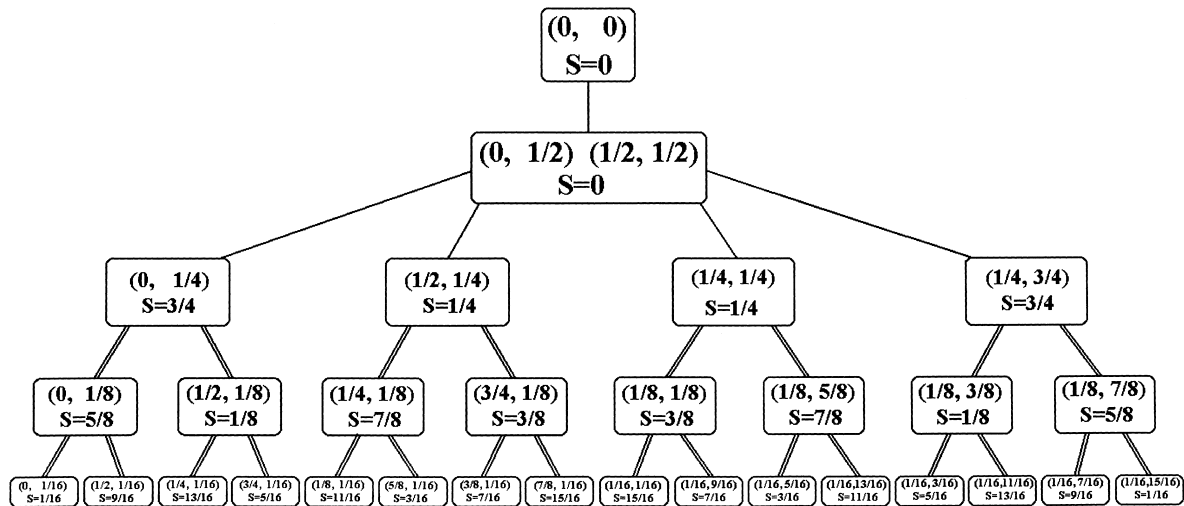 (0, 0)
S=0
(0, 1/2) (1/2, 1/2)
S=0
(0, 1/4)
S=3/4
(1/2, 1/4)
S=1/4
(1/4, 1/4)
S=1/4
(1/4, 3/4)
S=3/4
(0, 1/8)
S=5/8
(1/2, 1/8)
S=1/8
(1/4, 1/8)
S=7/8
(3/4, 1/8)
S=3/8
(1/8, 1/8)
S=3/8
(1/8, 5/8)
S=7/8
(1/8, 3/8)
S=1/8
(1/8, 7/8)
S=5/8
(0, 1/16)
S=1/16
(1/2, 1/16)
S=9/16
(1/4, 1/16)
S=13/16
(3/4, 1/16)
S=5/16
(1/8, 1/16)
S=11/16
(5/8, 1/16)
S=3/16
(3/8, 1/16)
S=7/16
(7/8, 1/16)
S=15/16
(1/16, 1/16)
S=15/16
(1/16,9/16)
S=7/16
(1/16,5/16)
S=3/16
(1/16,13/16)
S=11/16
(1/16,3/16)
S=5/16
(1/16,11/16)
S=13/16
(1/16,7/16)
S=9/16
(1/16,15/16)
S=1/16